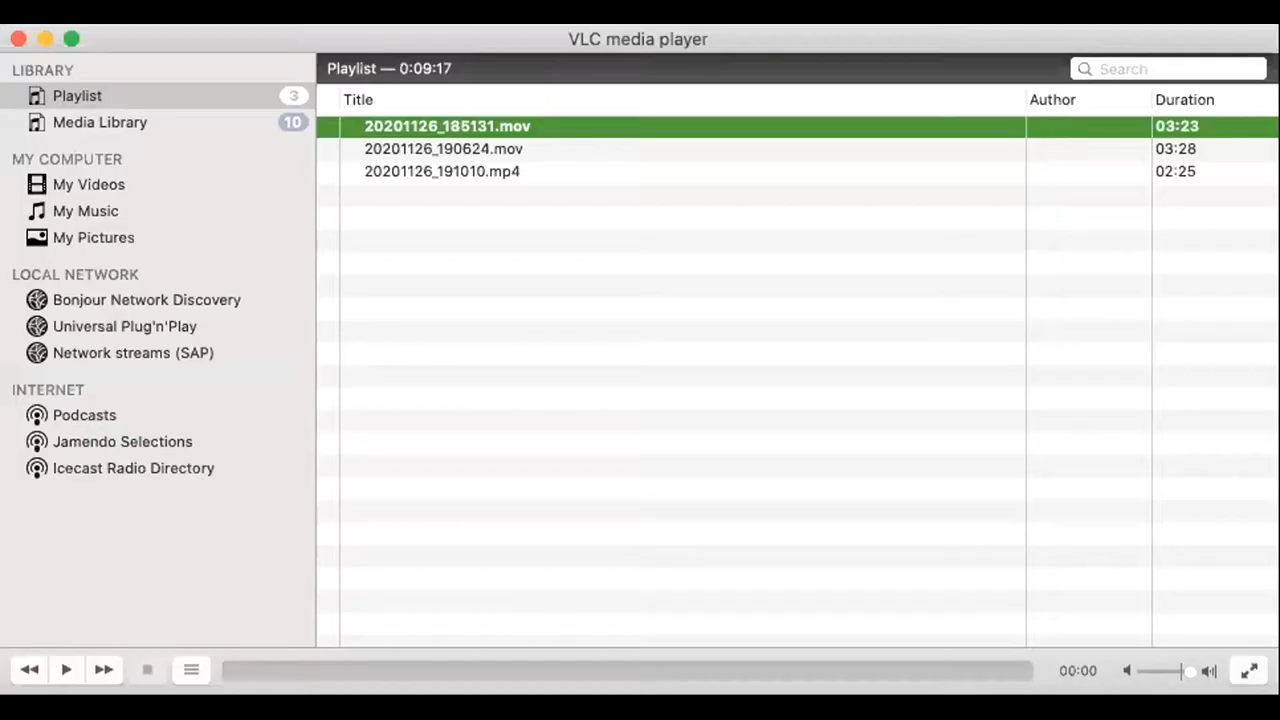 VLC media player
LIBRARY
Playlist 3
Media Library 10
MY COMPUTER
My Videos
My Music
My Pictures
LOCAL NETWORK
Bonjour Network Discovery
Universal Plug'n'Play
Network streams (SAP)
INTERNET
Podcasts
Jamendo Selections
Icecast Radio Directory
Playlist — 0:09:17
Search
Title Author Duration
20201126_185131.mov 03:23
20201126_190624.mov 03:28
20201126_191010.mp4 02:25
00:00